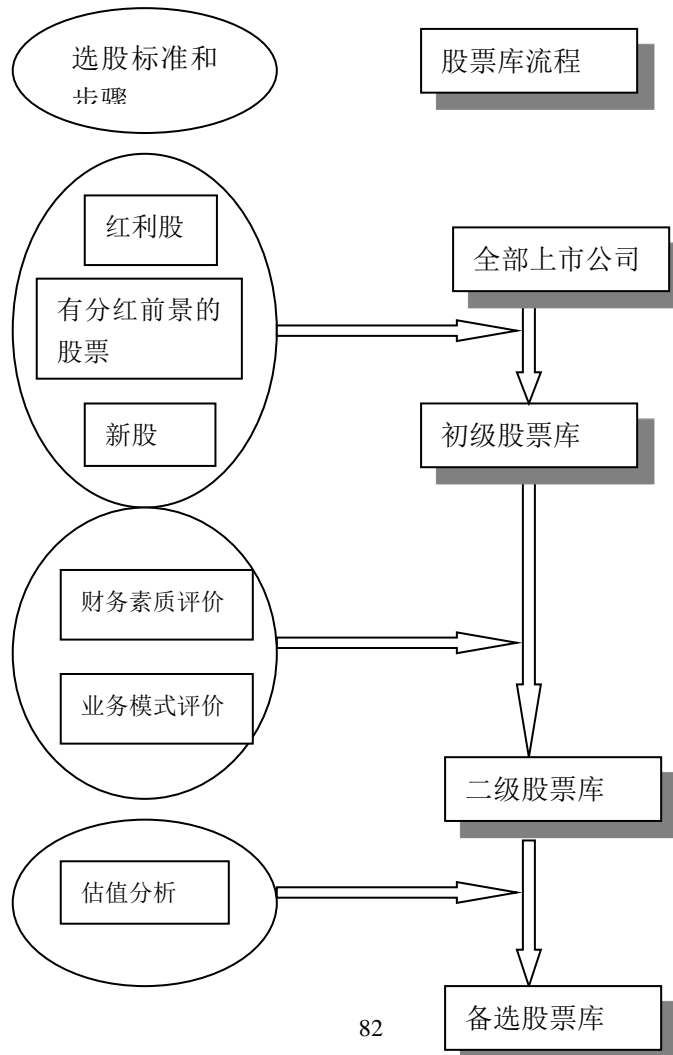 选股标准和
步骤
股票库流程
红利股
有分红前景的
股票
新股
全部上市公司
初级股票库
财务素质评价
业务模式评价
二级股票库
估值分析
备选股票库
82